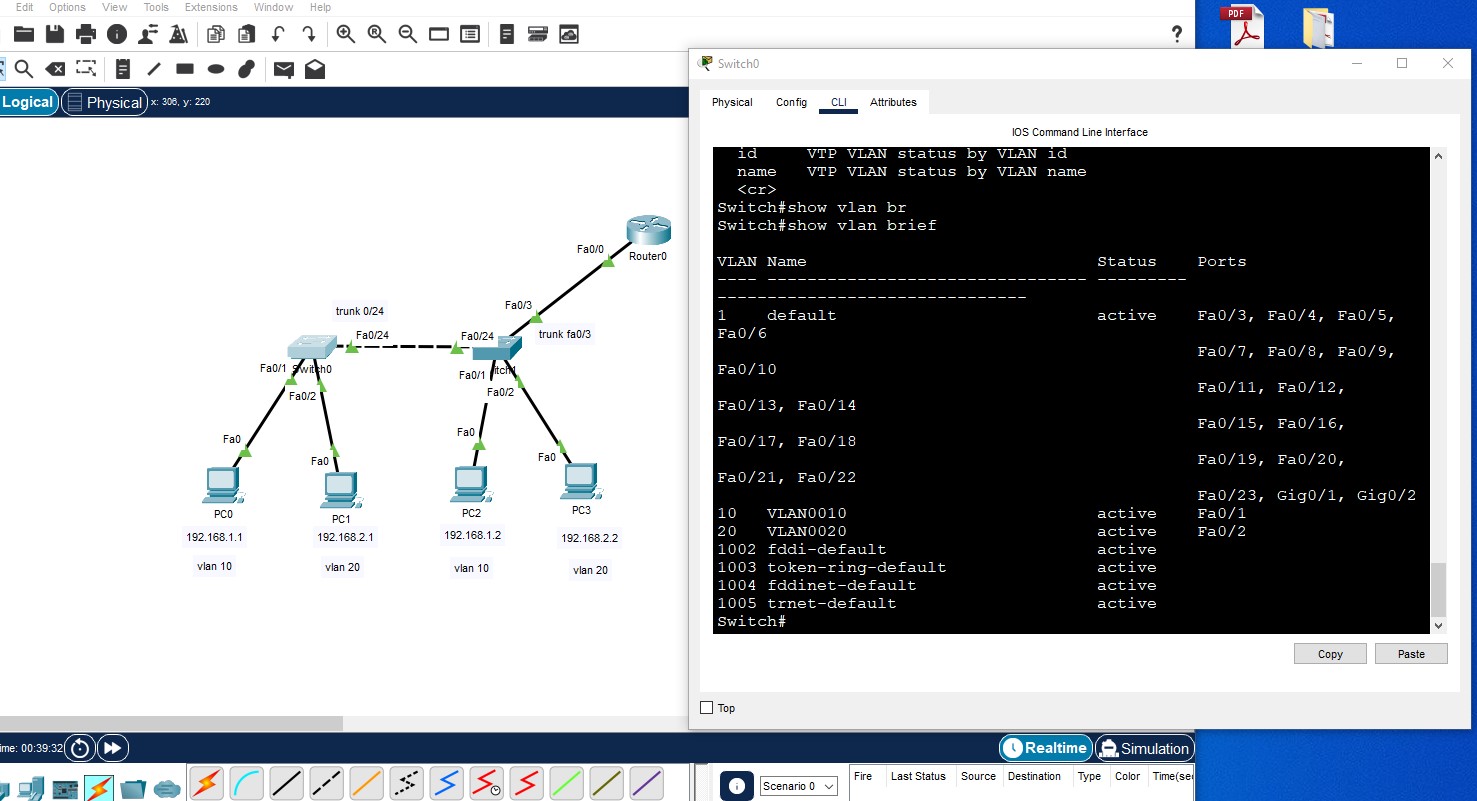 Edit Options View Tools Extensions Window Help
PDF
?
Switch0
Logical
Physical
x: 306, y: 220
Physical Config CLI Attributes
IOS Command Line Interface
id VTP VLAN status by VLAN id
name VTP VLAN status by VLAN name
<cr>
Switch#show vlan br
Switch#show vlan brief
VLAN Name Status Ports
---- -------------------------------- ---------
-------------------------------
1 default active Fa0/3, Fa0/4, Fa0/5,
Fa0/6
Fa0/7, Fa0/8, Fa0/9,
Fa0/10
Fa0/11, Fa0/12,
Fa0/13, Fa0/14
Fa0/15, Fa0/16,
Fa0/17, Fa0/18
Fa0/19, Fa0/20,
Fa0/21, Fa0/22
Fa0/23, Gig0/1, Gig0/2
10 VLAN0010 active Fa0/1
20 VLAN0020 active Fa0/2
1002 fddi-default active
1003 token-ring-default active
1004 fddinet-default active
1005 trnet-default active
Switch#
Copy Paste
Top
Fa0/0
Router0
Fa0/3
trunk 0/24
trunk fa0/3
Fa0/24
Fa0/24
Fa0/1
Switch0
Fa0/2
Fa0/1
itch1
Fa0/2
Fa0
Fa0
Fa0
Fa0
PC0
PC1
PC2
PC3
192.168.1.1
192.168.2.1
192.168.1.2
192.168.2.2
vlan 10
vlan 20
vlan 10
vlan 20
ime: 00:39:32
Realtime
Simulation
Scenario 0
Fire Last Status Source Destination Type Color Time(sec